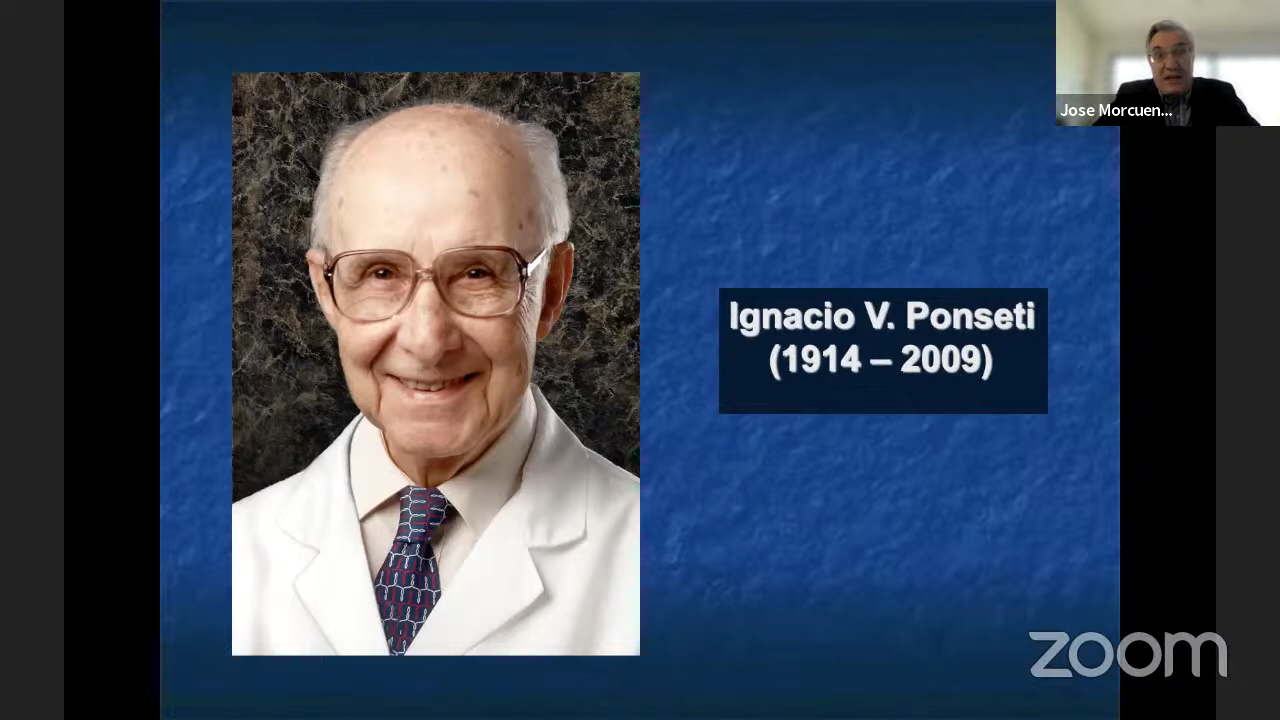 Jose Morcuen...
Ignacio V. Ponseti
(1914 – 2009)
zoom